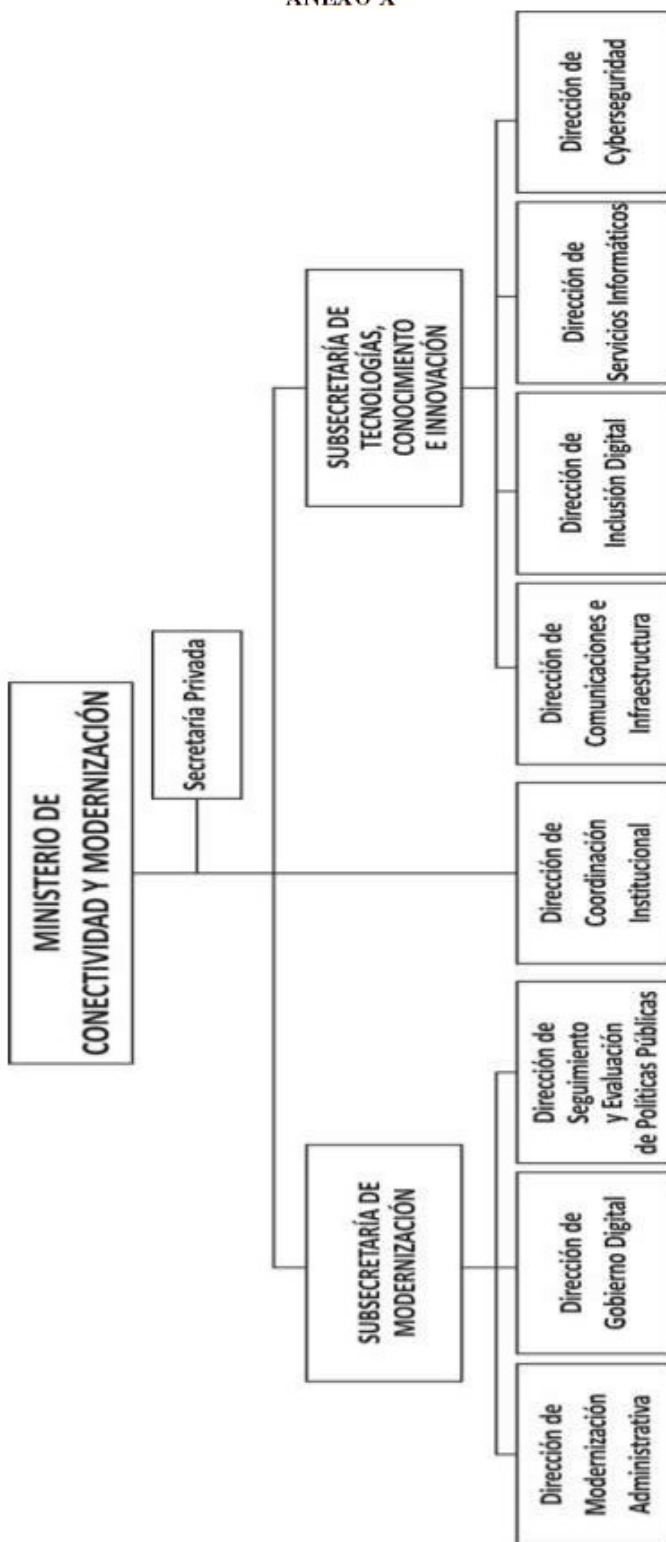 ANEXO X
MINISTERIO DE
CONECTIVIDAD Y MODERNIZACIÓN
Secretaría Privada
SUBSECRETARÍA DE
MODERNIZACIÓN
SUBSECRETARÍA DE
TECNOLOGÍAS,
CONOCIMIENTO
E INNOVACIÓN
Dirección de
Modernización
Administrativa
Dirección de
Gobierno Digital
Dirección de
Seguimiento
y Evaluación
de Políticas Públicas
Dirección de
Coordinación
Institucional
Dirección de
Comunicaciones e
Infraestructura
Dirección de
Inclusión Digital
Dirección de
Servicios Informáticos
Dirección de
Cyberseguridad